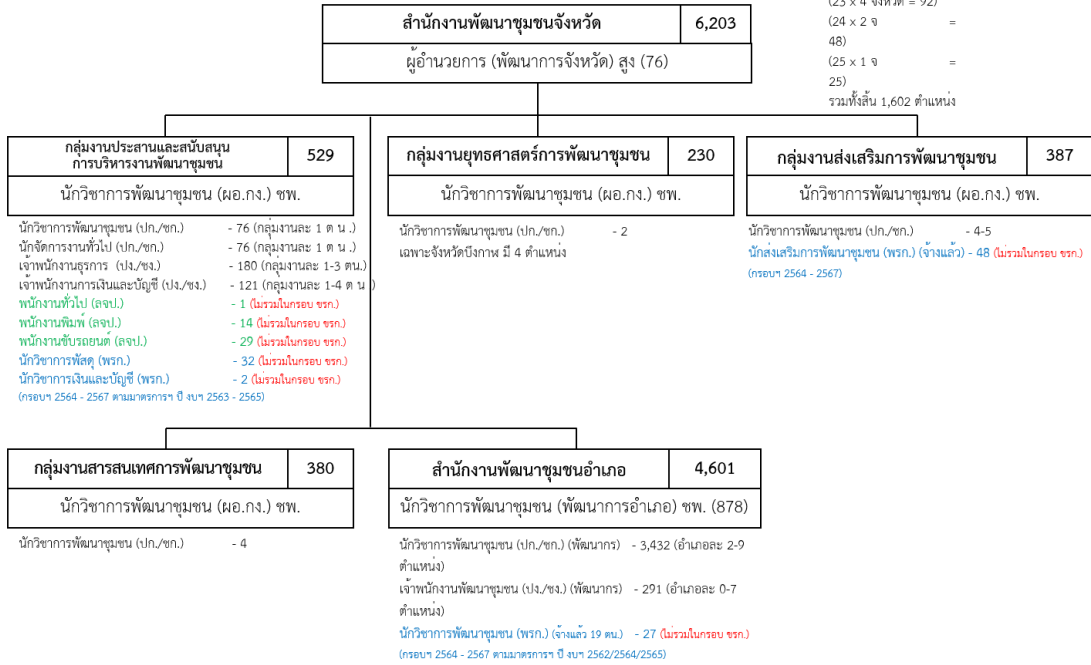 (23 x 4 จังหวัด = 92)
(24 x 2 จ =
48)
(25 x 1 จ =
25)
รวมทั้งสิ้น 1,602 ตำแหน่ง
สำนักงานพัฒนาชุมชนจังหวัด 6,203
ผู้อำนวยการ (พัฒนาการจังหวัด) สูง (76)
กลุ่มงานประสานและสนับสนุน
การบริหารงานพัฒนาชุมชน 529
นักวิชาการพัฒนาชุมชน (ผอ.กง.) ชพ.
นักวิชาการพัฒนาชุมชน (ปก./ชก.) - 76 (กลุ่มงานละ 1 ต น .)
นักจัดการงานทั่วไป (ปก./ชก.) - 76 (กลุ่มงานละ 1 ต น .)
เจ้าพนักงานธุรการ (ปง./ชง.) - 180 (กลุ่มงานละ 1-3 ตน.)
เจ้าพนักงานการเงินและบัญชี (ปง./ชง.) - 121 (กลุ่มงานละ 1-4 ต น .)
พนักงานทั่วไป (ลจป.) - 1 (ไม่รวมในกรอบ ขรก.)
พนักงานพิมพ์ (ลจป.) - 14 (ไม่รวมในกรอบ ขรก.)
พนักงานขับรถยนต์ (ลจป.) - 29 (ไม่รวมในกรอบ ขรก.)
นักวิชาการพัสดุ (พรก.) - 32 (ไม่รวมในกรอบ ขรก.)
นักวิชาการเงินและบัญชี (พรก.) - 2 (ไม่รวมในกรอบ ขรก.)
(กรอบฯ 2564 - 2567 ตามมาตรการฯ ปี งบฯ 2563 - 2565)
กลุ่มงานยุทธศาสตร์การพัฒนาชุมชน 230
นักวิชาการพัฒนาชุมชน (ผอ.กง.) ชพ.
นักวิชาการพัฒนาชุมชน (ปก./ชก.) - 2
เฉพาะจังหวัดบึงกาฬ มี 4 ตำแหน่ง
กลุ่มงานส่งเสริมการพัฒนาชุมชน 387
นักวิชาการพัฒนาชุมชน (ผอ.กง.) ชพ.
นักวิชาการพัฒนาชุมชน (ปก./ชก.) - 4-5
นักส่งเสริมการพัฒนาชุมชน (พรก.) (จ้างแล้ว) - 48 (ไม่รวมในกรอบ ขรก.)
(กรอบฯ 2564 - 2567)
กลุ่มงานสารสนเทศการพัฒนาชุมชน 380
นักวิชาการพัฒนาชุมชน (ผอ.กง.) ชพ.
นักวิชาการพัฒนาชุมชน (ปก./ชก.) - 4
สำนักงานพัฒนาชุมชนอำเภอ 4,601
นักวิชาการพัฒนาชุมชน (พัฒนาการอำเภอ) ชพ. (878)
นักวิชาการพัฒนาชุมชน (ปก./ชก.) (พัฒนากร) - 3,432 (อำเภอละ 2-9
ตำแหน่ง)
เจ้าพนักงานพัฒนาชุมชน (ปง./ชง.) (พัฒนากร) - 291 (อำเภอละ 0-7
ตำแหน่ง)
นักวิชาการพัฒนาชุมชน (พรก.) (จ้างแล้ว 19 ตน.) - 27 (ไม่รวมในกรอบ ขรก.)
(กรอบฯ 2564 - 2567 ตามมาตรการฯ ปี งบฯ 2562/2564/2565)